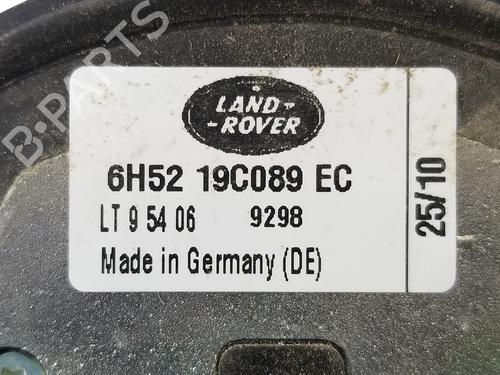 LAND-
-ROVER
6H52 19C089 EC
LT 9 54 06 9298
Made in Germany (DE)
25/10
B-PARTS